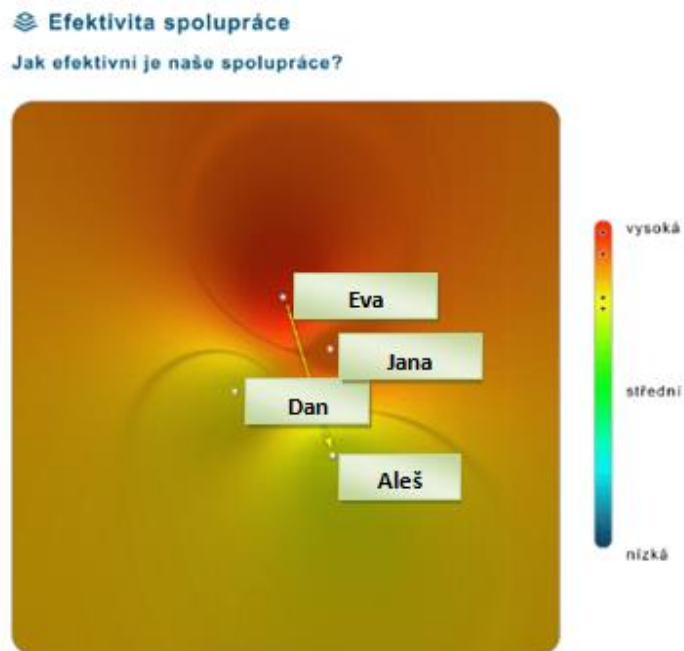 Efektivita spolupráce
Jak efektivní je naše spolupráce?
vysoká
Eva
Jana
střední
Dan
Aleš
nízká